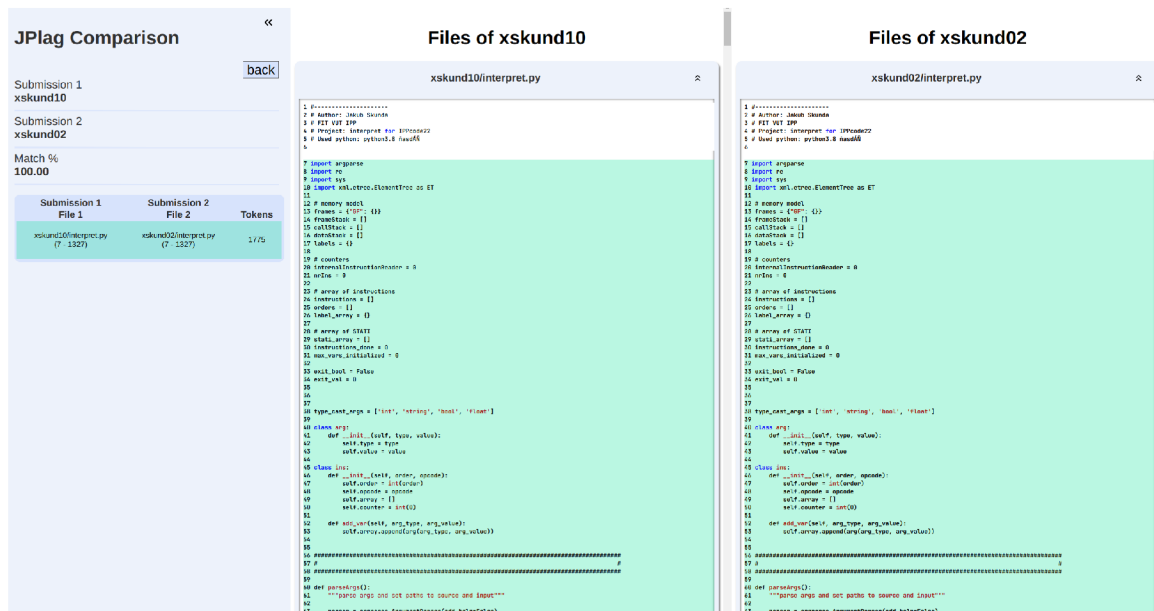 «
JPlag Comparison
back
Submission 1
xskund10
Submission 2
xskund02
Match %
100.00
Submission 1 Submission 2
File 1 File 2 Tokens
xskund10/interpret.py xskund02/interpret.py 1775
(7 - 1327) (7 - 1327)
Files of xskund10
xskund10/interpret.py
1 #---------------------
2 # Author: Jakub Skunda
3 # FIT VUT IPP
4 # Project: interpret for IPPcode22
5 # Used python: python3.8
6
7 import argparse
8 import re
9 import sys
10 import xml.etree.ElementTree as ET
11
12 # memory model
13 frames = {"GF": {}}
14 frameStack = []
15 callStack = []
16 dataStack = []
17 labels = {}
18
19 # counters
20 internalInstructionReader = 0
21 nrIns = 0
22
23 # array of instructions
24 instructions = []
25 orders = []
26 label_array = {}
27
28 # array of STATI
29 stati_array = []
30 instructions_done = 0
31 max_vars_initialized = 0
32
33 exit_bool = False
34 exit_val = 0
35
36
37
38 type_cast_args = ['int', 'string', 'bool', 'float']
39
40 class arg:
41 def __init__(self, type, value):
42 self.type = type
43 self.value = value
44
45 class ins:
46 def __init__(self, order, opcode):
47 self.order = int(order)
48 self.opcode = opcode
49 self.array = []
50 self.counter = int(0)
51
52 def add_var(self, arg_type, arg_value):
53 self.array.append(arg(arg_type, arg_value))
54
55
56
57 # #
58
59
60 def parseArgs():
61 """parse args and set paths to source and input"""
62
Files of xskund02
xskund02/interpret.py
1 #---------------------
2 # Author: Jakub Skunda
3 # FIT VUT IPP
4 # Project: interpret for IPPcode22
5 # Used python: python3.8
6
7 import argparse
8 import re
9 import sys
10 import xml.etree.ElementTree as ET
11
12 # memory model
13 frames = {"GF": {}}
14 frameStack = []
15 callStack = []
16 dataStack = []
17 labels = {}
18
19 # counters
20 internalInstructionReader = 0
21 nrIns = 0
22
23 # array of instructions
24 instructions = []
25 orders = []
26 label_array = {}
27
28 # array of STATI
29 stati_array = []
30 instructions_done = 0
31 max_vars_initialized = 0
32
33 exit_bool = False
34 exit_val = 0
35
36
37
38 type_cast_args = ['int', 'string', 'bool', 'float']
39
40 class arg:
41 def __init__(self, type, value):
42 self.type = type
43 self.value = value
44
45 class ins:
46 def __init__(self, order, opcode):
47 self.order = int(order)
48 self.opcode = opcode
49 self.array = []
50 self.counter = int(0)
51
52 def add_var(self, arg_type, arg_value):
53 self.array.append(arg(arg_type, arg_value))
54
55
56
57 # #
58
59
60 def parseArgs():
61 """parse args and set paths to source and input"""
62